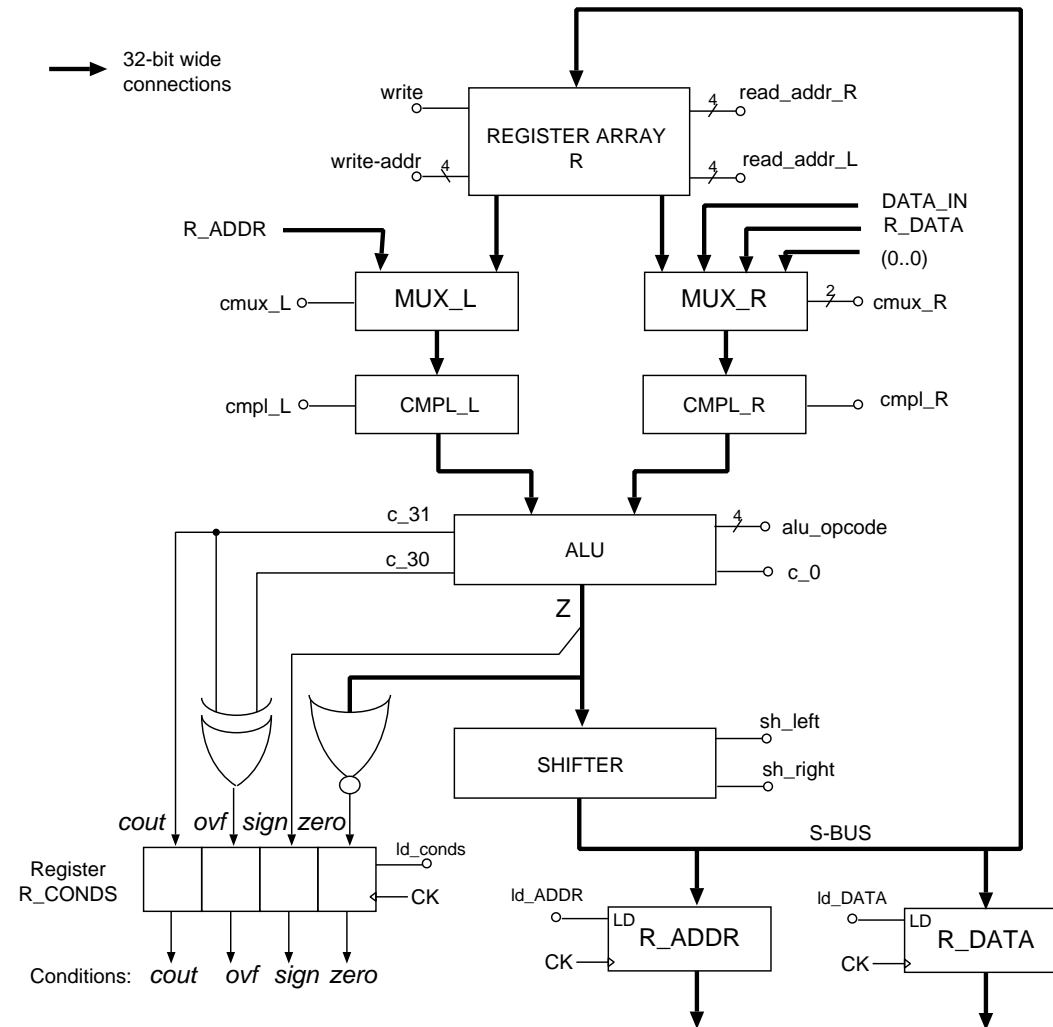 32-bit wide
connections
write
4
read_addr_R
REGISTER ARRAY
R
write-addr
4
4
read_addr_L
DATA_IN
R_ADDR
R_DATA
(0..0)
cmux_L
MUX_L
MUX_R
2
cmux_R
cmpl_L
CMPL_L
CMPL_R
cmpl_R
c_31
4
alu_opcode
ALU
c_30
c_0
Z
sh_left
SHIFTER
sh_right
cout ovf sign zero
S-BUS
ld_conds
Register
R_CONDS
CK
ld_ADDR
LD
R_ADDR
CK
ld_DATA
LD
R_DATA
CK
Conditions: cout ovf sign zero